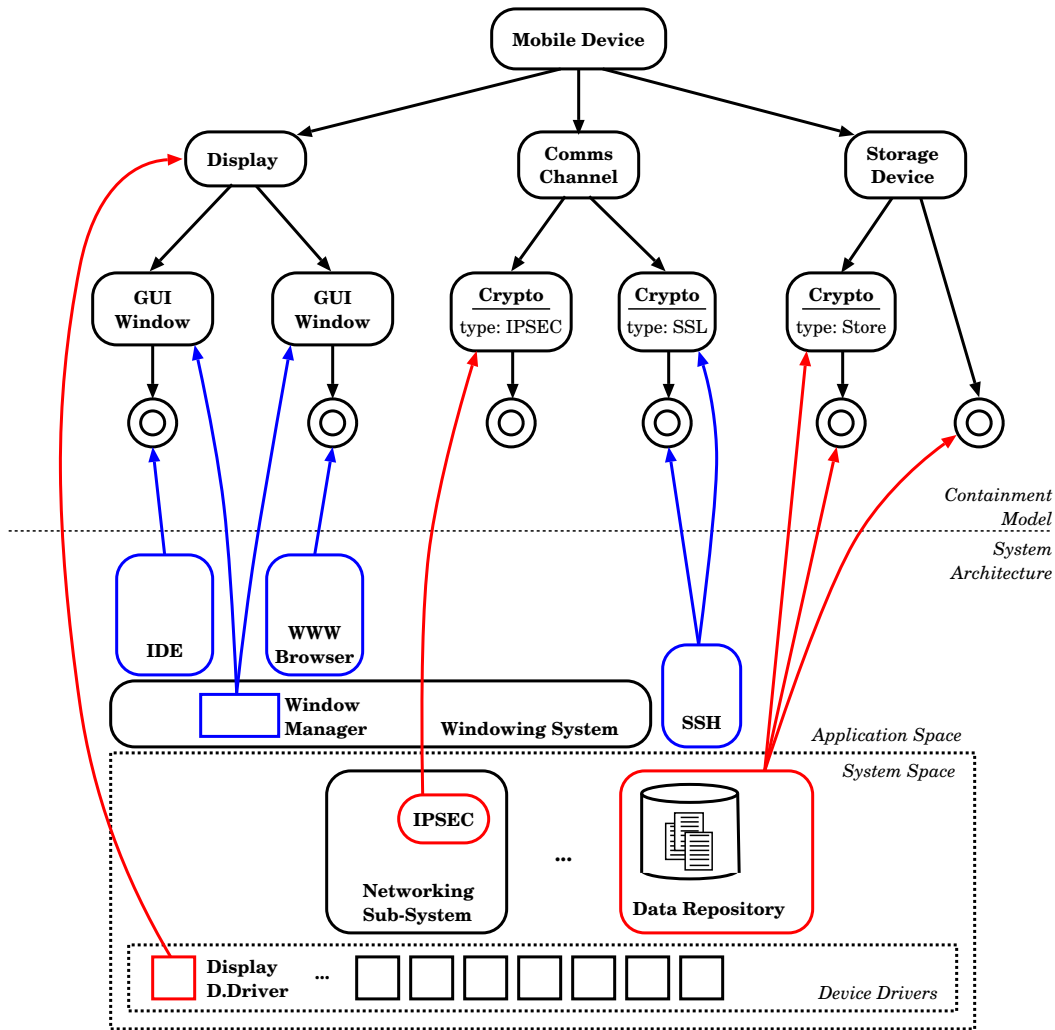 Mobile Device
Display
Comms
Channel
Storage
Device
GUI
Window
GUI
Window
Crypto
type: IPSEC
Crypto
type: SSL
Crypto
type: Store
Containment
Model
System
Architecture
IDE
WWW
Browser
Window
Manager
Windowing System
SSH
Application Space
System Space
IPSEC
...
Networking
Sub-System
Data Repository
Display
D.Driver
...
Device Drivers